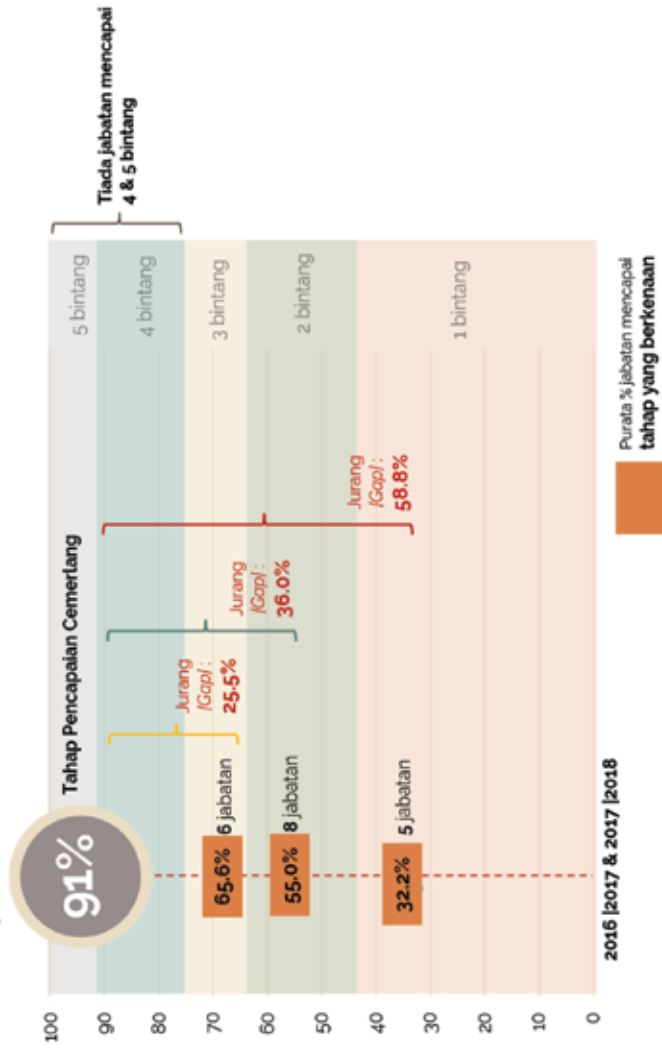 91%
Tahap Pencapaian Cemerlang
Tiada jabatan mencapai
4 & 5 bintang
100
90
80
70
60
50
40
30
20
10
0
5 bintang
4 bintang
3 bintang
2 bintang
1 bintang
65.6% 6 jabatan
55.0% 8 jabatan
32.2% 5 jabatan
Jurang
[Gap] :
25.5%
Jurang
[Gap] :
36.0%
Jurang
[Gap] :
58.8%
2016 |2017 & 2017 |2018
Purata % jabatan mencapai
tahap yang berkenaan